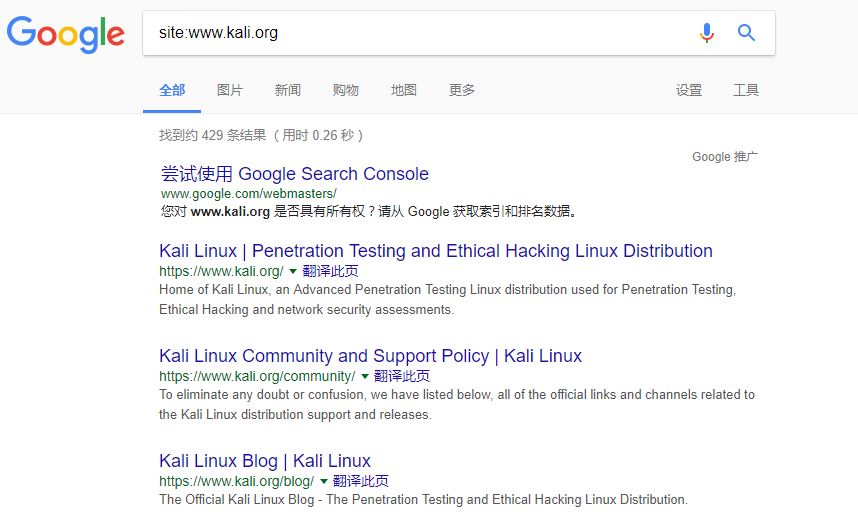 Google
site:www.kali.org
全部 图片 新闻 购物 地图 更多 设置 工具
找到约 429 条结果 （用时 0.26 秒）
Google 推广
尝试使用 Google Search Console
www.google.com/webmasters/
您对 www.kali.org 是否具有所有权？请从 Google 获取索引和排名数据。
Kali Linux | Penetration Testing and Ethical Hacking Linux Distribution
https://www.kali.org/ 翻译此页
Home of Kali Linux, an Advanced Penetration Testing Linux distribution used for Penetration Testing,
Ethical Hacking and network security assessments.
Kali Linux Community and Support Policy | Kali Linux
https://www.kali.org/community/ 翻译此页
To eliminate any doubt or confusion, we have listed below, all of the official links and channels related to
the Kali Linux distribution support and releases.
Kali Linux Blog | Kali Linux
https://www.kali.org/blog/ 翻译此页
The Official Kali Linux Blog - The Penetration Testing and Ethical Hacking Linux Distribution.